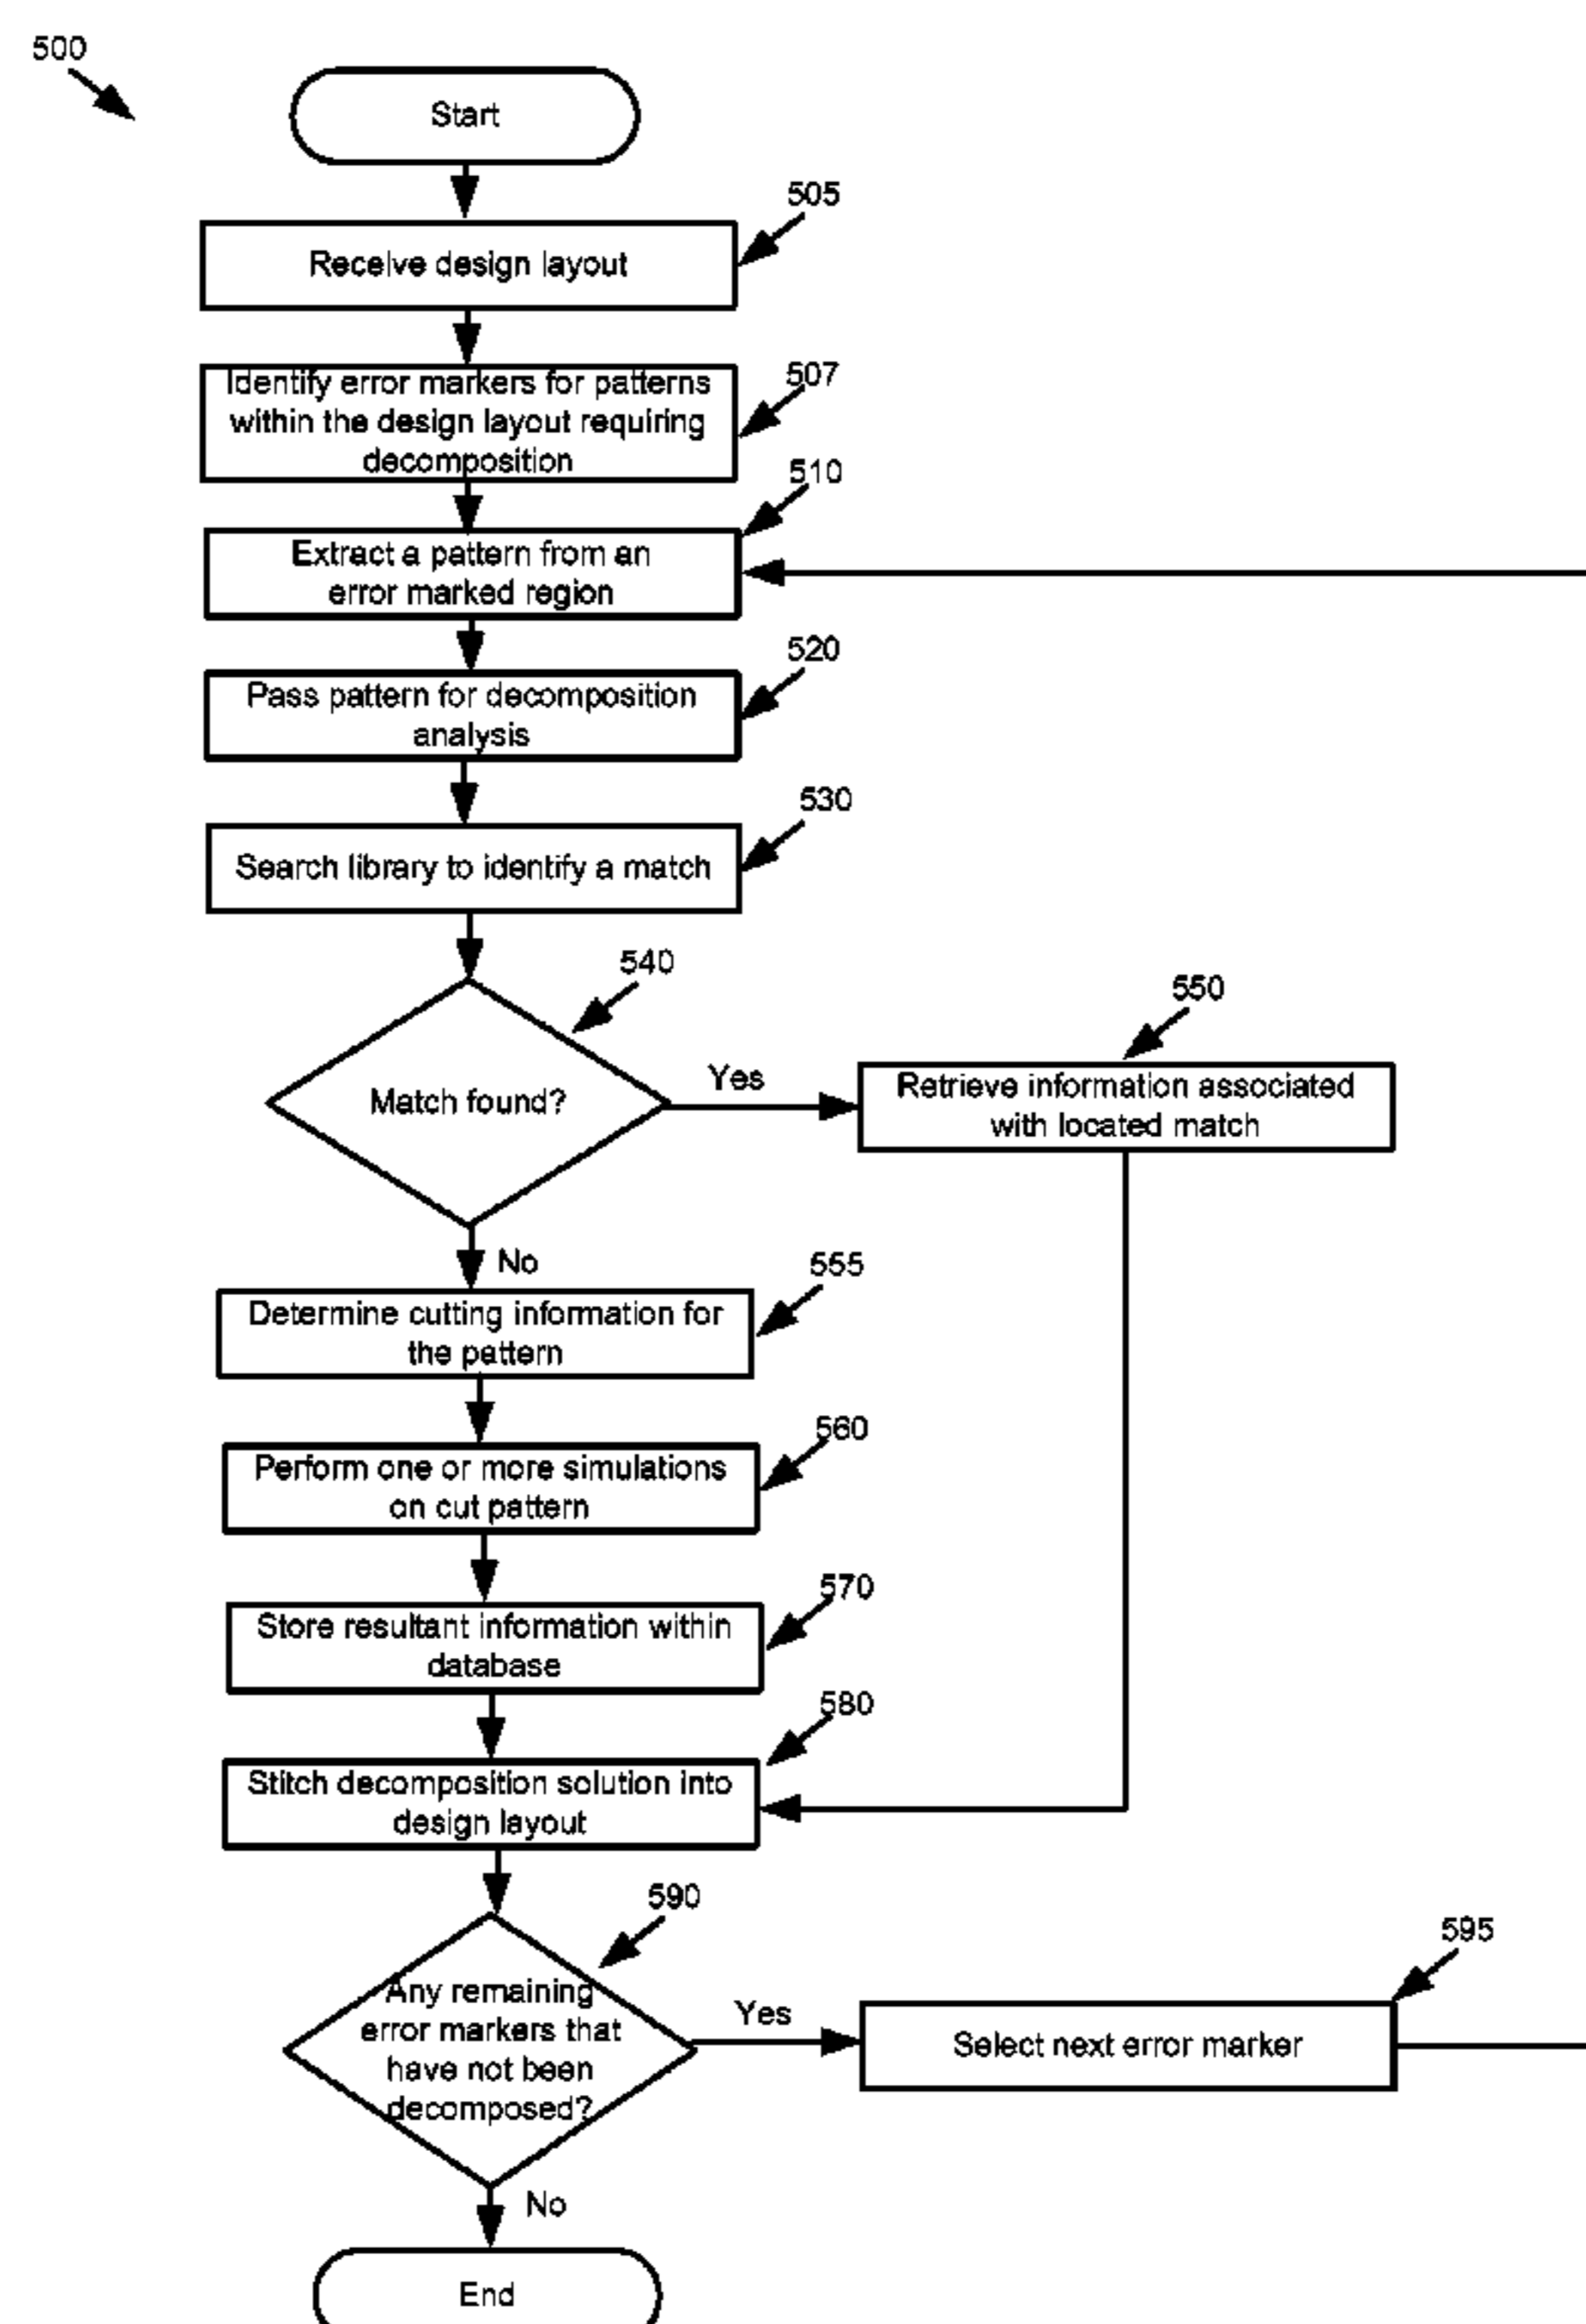 500
Start
505
Receive design layout
507
Identify error markers for patterns
within the design layout requiring
decomposition
510
Extract a pattern from an
error marked region
520
Pass pattern for decomposition
analysis
530
Search library to identify a match
540
Match found?
Yes
550
Retrieve information associated
with located match
No
555
Determine cutting information for
the pattern
560
Perform one or more simulations
on cut pattern
570
Store resultant information within
database
580
Stitch decomposition solution into
design layout
590
Any remaining
error markers that
have not been
decomposed?
Yes
595
Select next error marker
No
End